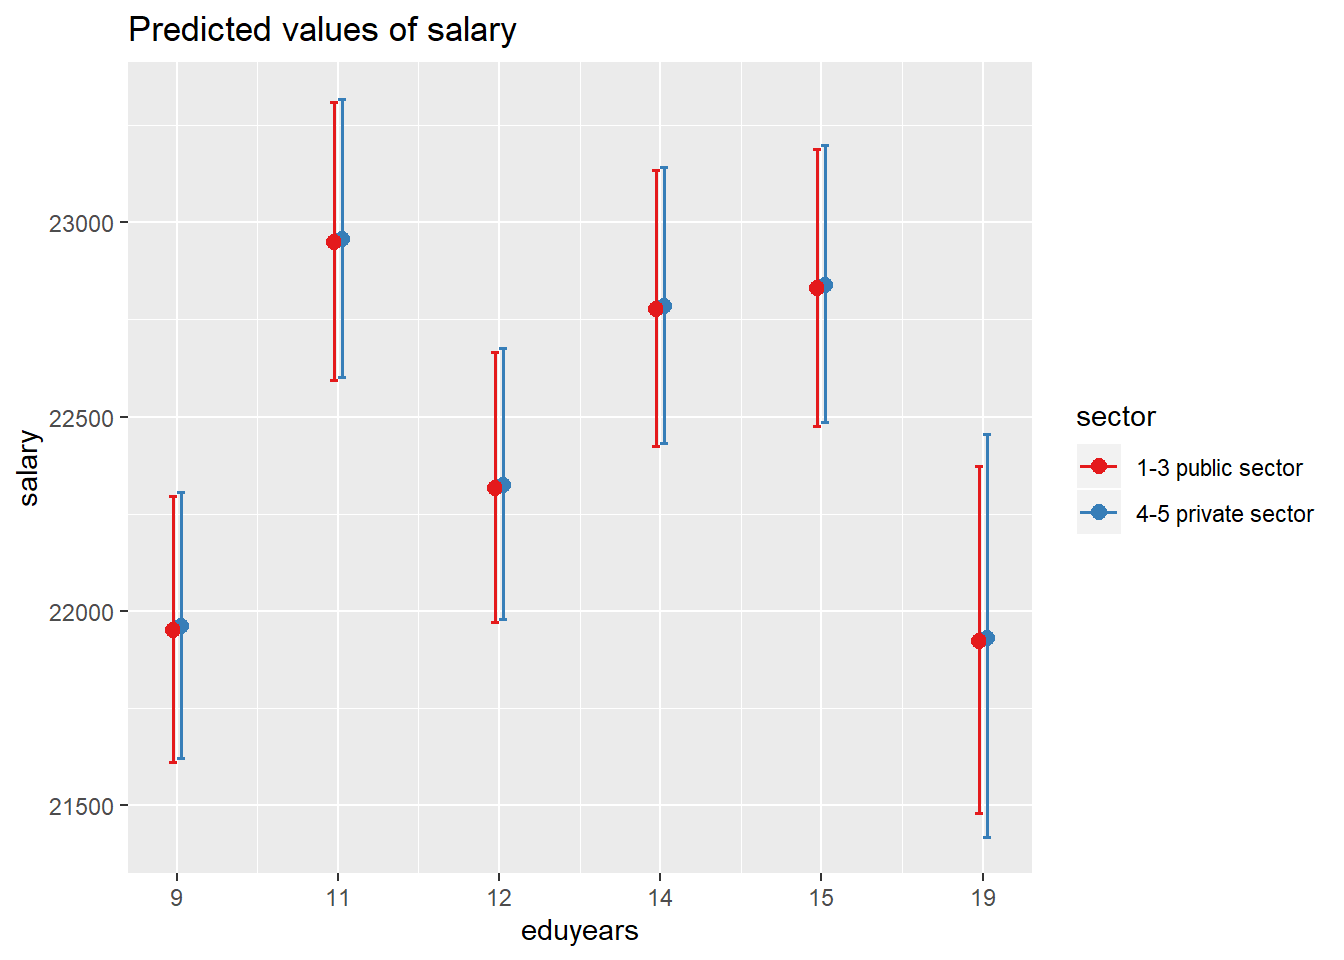 Predicted values of salary
salary
23000
22500
22000
21500
9 11 12 14 15 19
eduyears
sector
1-3 public sector
4-5 private sector